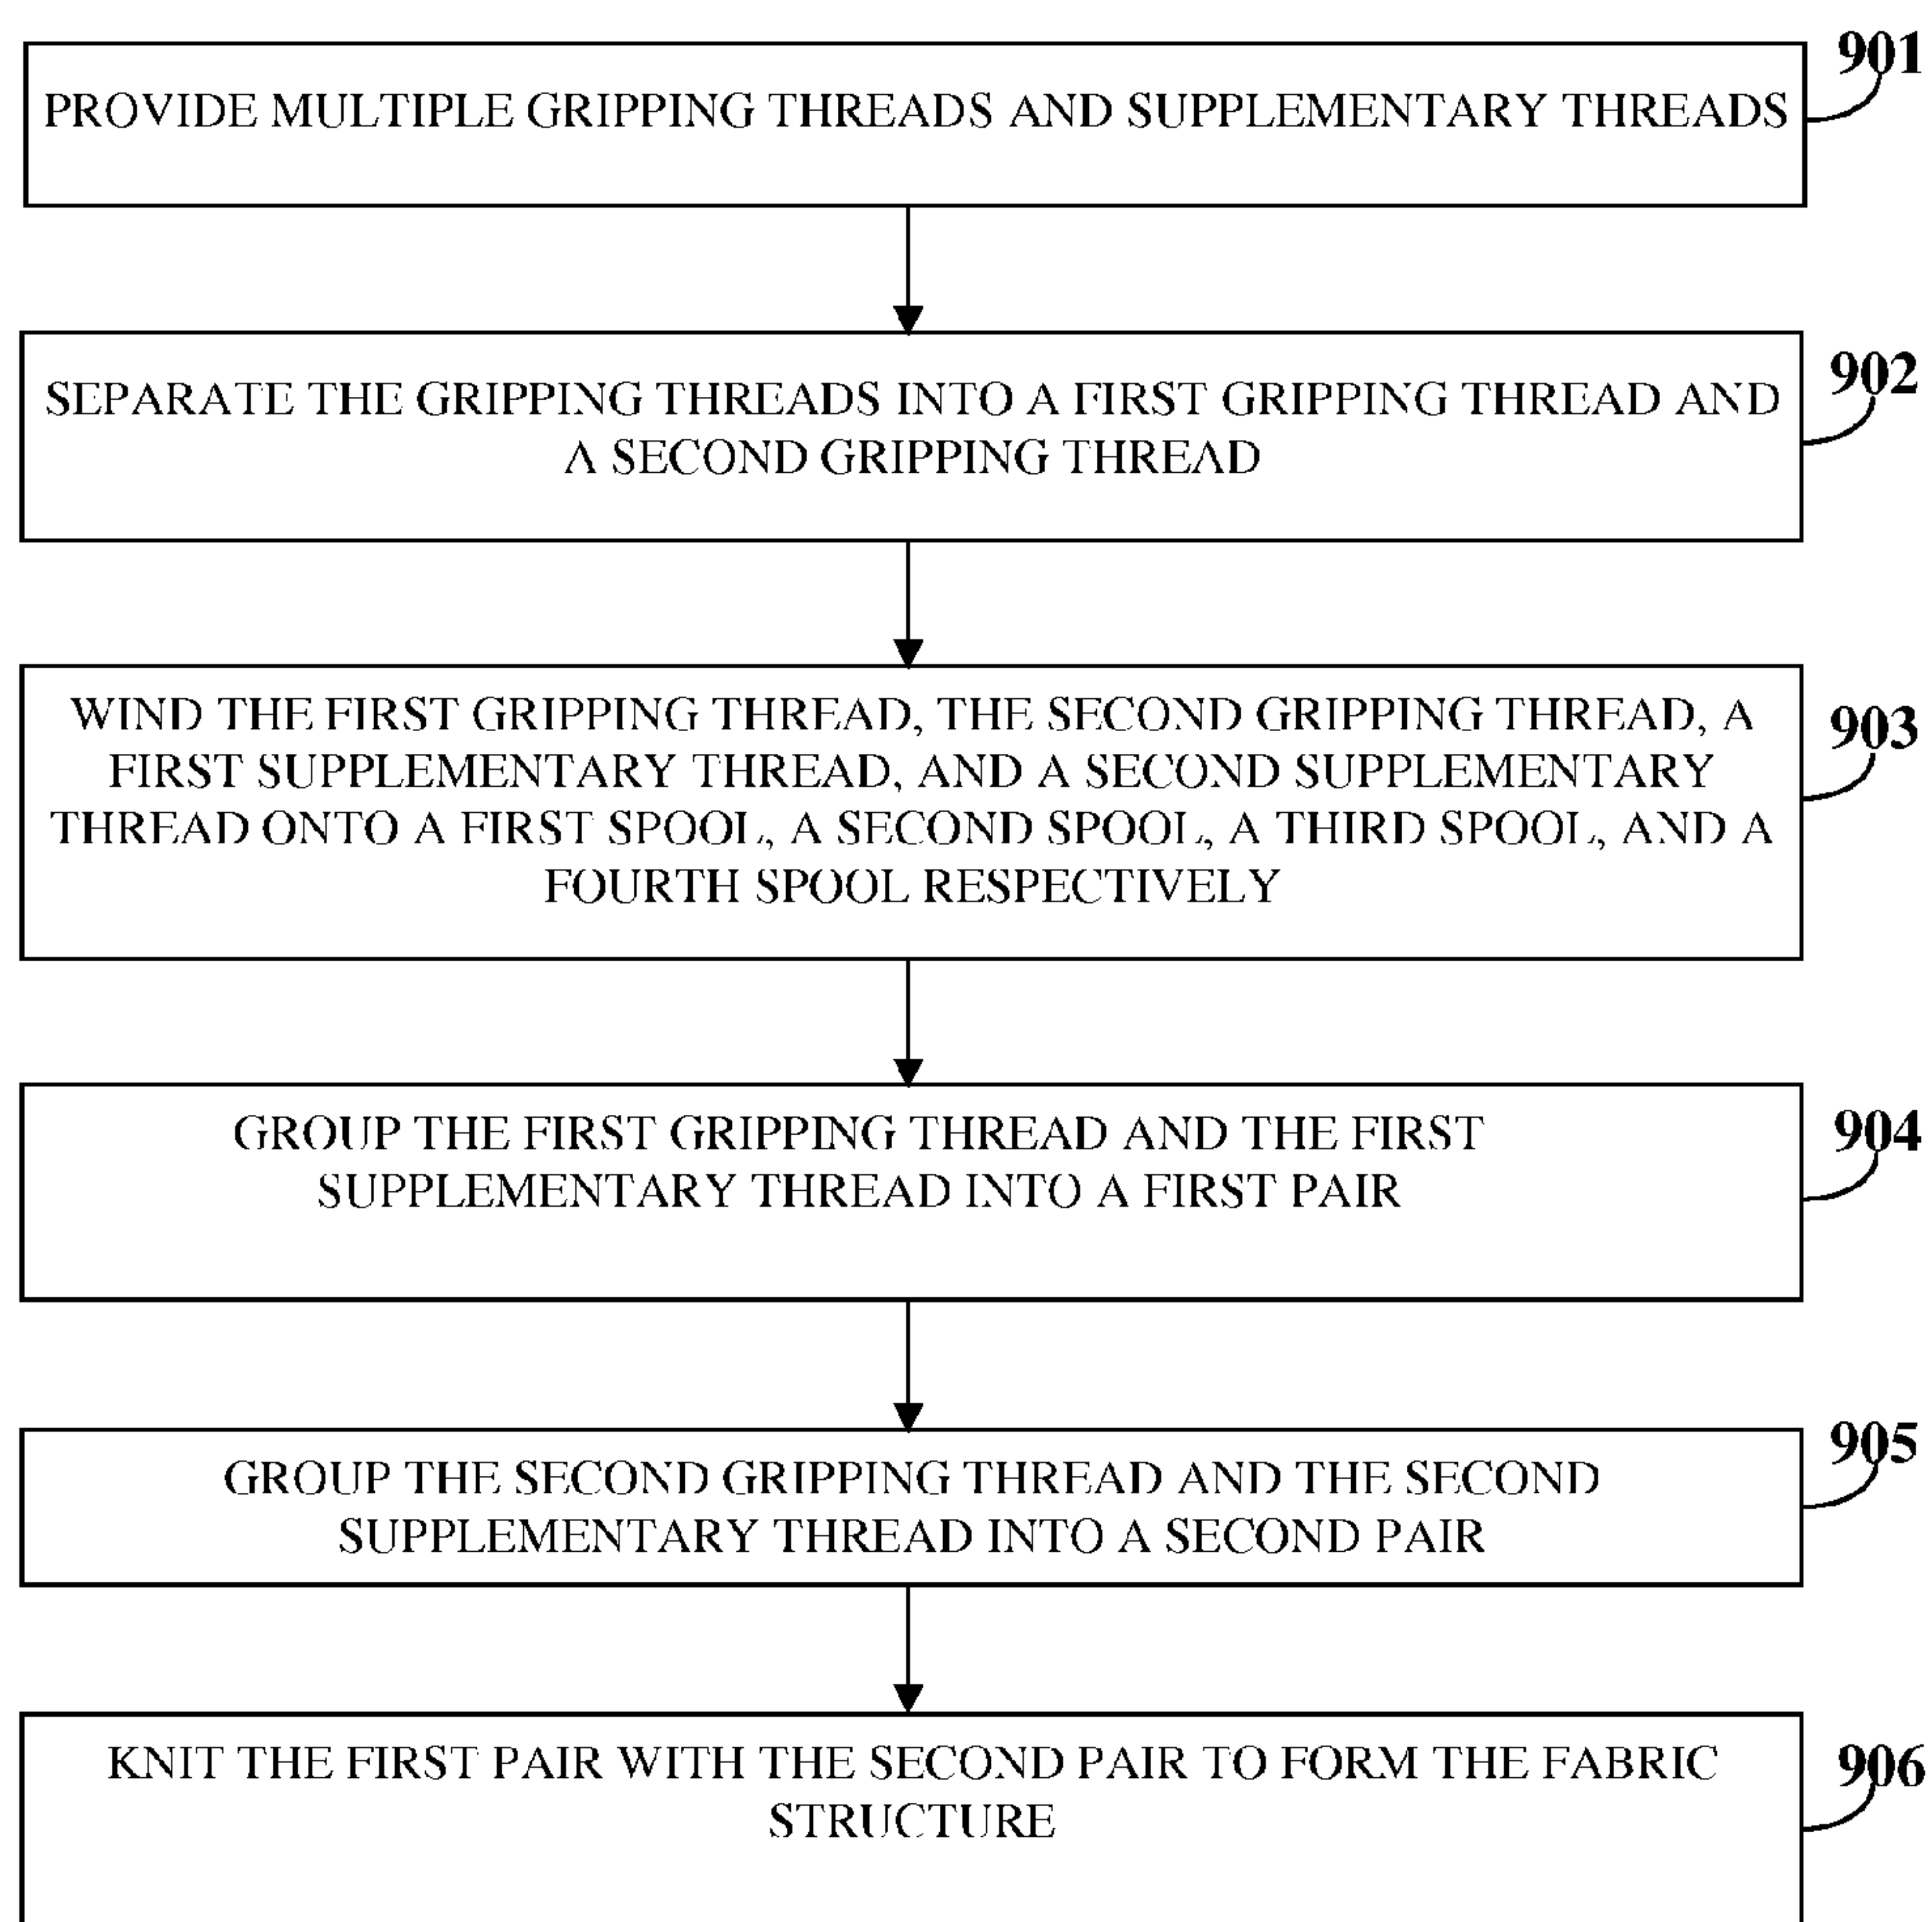 901
PROVIDE MULTIPLE GRIPPING THREADS AND SUPPLEMENTARY THREADS
902
SEPARATE THE GRIPPING THREADS INTO A FIRST GRIPPING THREAD AND
A SECOND GRIPPING THREAD
903
WIND THE FIRST GRIPPING THREAD, THE SECOND GRIPPING THREAD, A
FIRST SUPPLEMENTARY THREAD, AND A SECOND SUPPLEMENTARY
THREAD ONTO A FIRST SPOOL, A SECOND SPOOL, A THIRD SPOOL, AND A
FOURTH SPOOL RESPECTIVELY
904
GROUP THE FIRST GRIPPING THREAD AND THE FIRST
SUPPLEMENTARY THREAD INTO A FIRST PAIR
905
GROUP THE SECOND GRIPPING THREAD AND THE SECOND
SUPPLEMENTARY THREAD INTO A SECOND PAIR
906
KNIT THE FIRST PAIR WITH THE SECOND PAIR TO FORM THE FABRIC
STRUCTURE